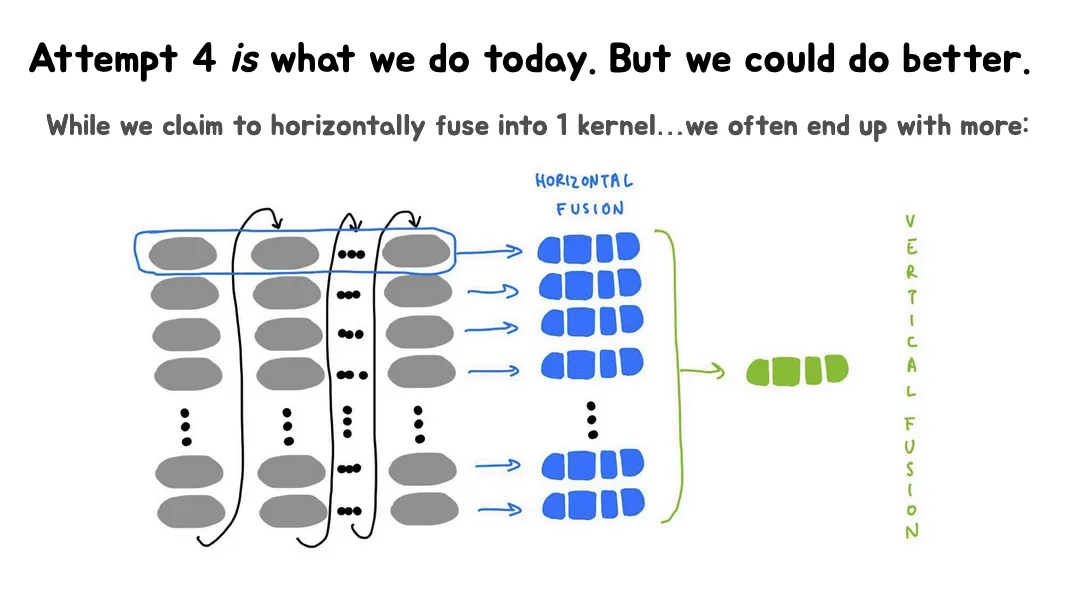 Attempt 4 is what we do today. But we could do better.
While we claim to horizontally fuse into 1 kernel...we often end up with more:
HORIZONTAL
FUSION
VERTICAL FUSION